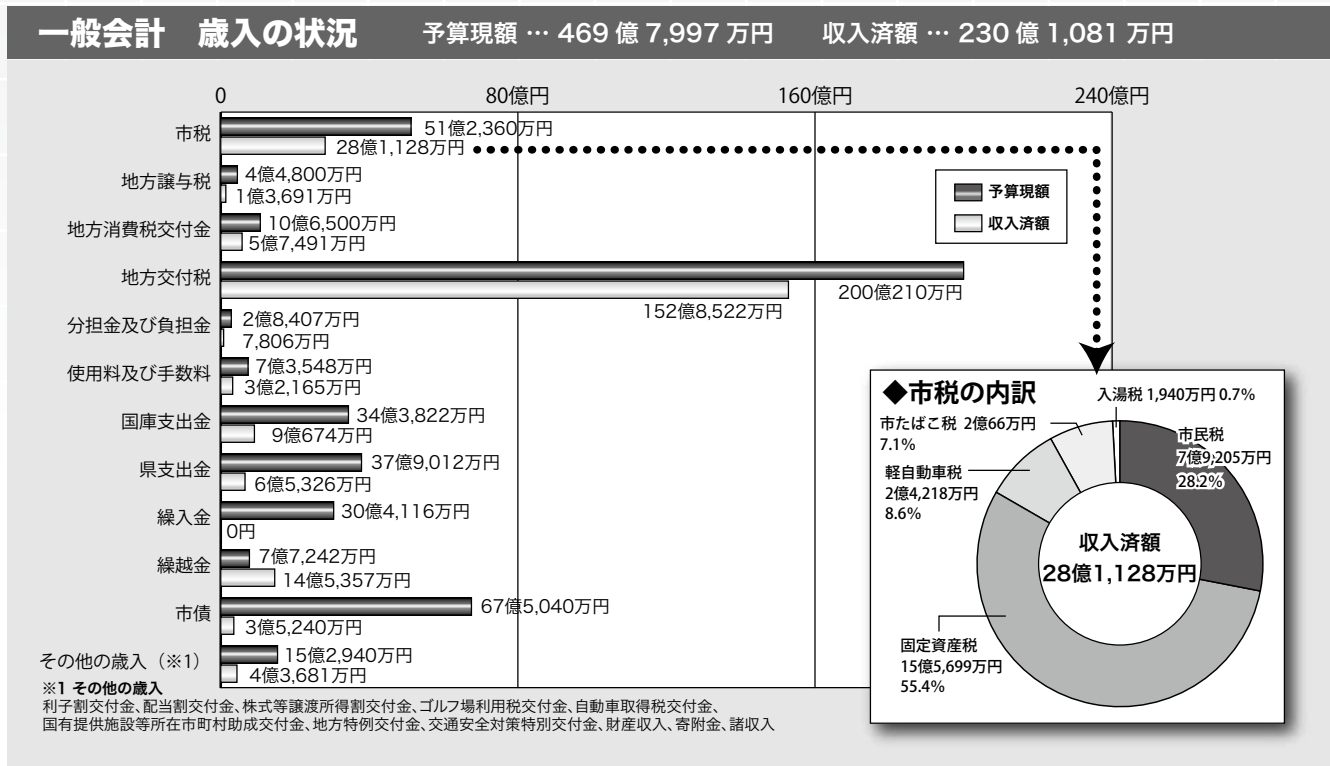 一般会計　歳入の状況　予算現額 … 469 億 7,997 万円　収入済額 … 230 億 1,081 万円
0　80億円　160億円　240億円
市税　51億2,360万円
28億1,128万円
地方譲与税　4億4,800万円
1億3,691万円
地方消費税交付金　10億6,500万円
5億7,491万円
地方交付税　200億210万円
152億8,522万円
分担金及び負担金　2億8,407万円
7,806万円
使用料及び手数料　7億3,548万円
3億2,165万円
国庫支出金　34億3,822万円
9億674万円
県支出金　37億9,012万円
6億5,326万円
繰入金　30億4,116万円
0円
繰越金　7億7,242万円
14億5,357万円
市債　67億5,040万円
3億5,240万円
その他の歳入（※1）　15億2,940万円
4億3,681万円
※1 その他の歳入
利子割交付金、配当割交付金、株式等譲渡所得割交付金、ゴルフ場利用税交付金、自動車取得税交付金、
国有提供施設等所在市町村助成交付金、地方特例交付金、交通安全対策特別交付金、財産収入、寄附金、諸収入
予算現額
収入済額
◆市税の内訳
入湯税 1,940万円 0.7%
市たばこ税 2億66万円
7.1%
軽自動車税
2億4,218万円
8.6%
市民税
7億9,205万円
28.2%
収入済額
28億1,128万円
固定資産税
15億5,699万円
55.4%